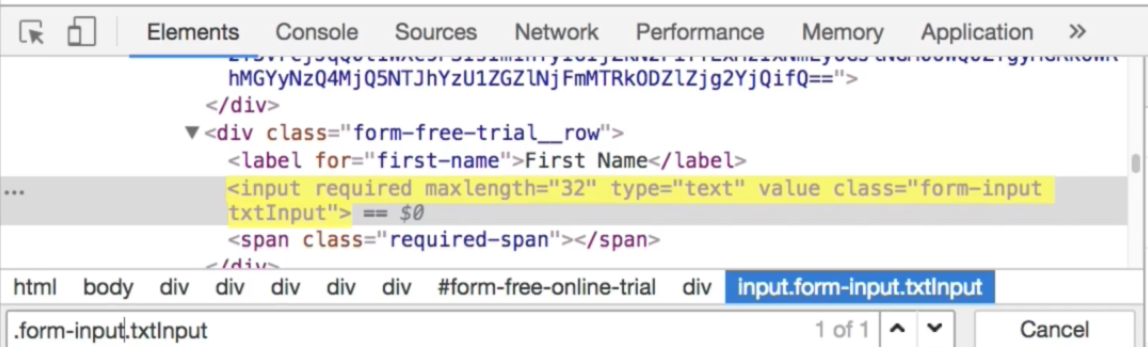 Elements Console Sources Network Performance Memory Application »
hMGYyNzQ4MjQ5NTJhYzU1ZGZlNjFmMTRkODZlZjg2YjQifQ==">
</div>
▼<div class="form-free-trial__row">
<label for="first-name">First Name</label>
... <input required maxlength="32" type="text" value class="form-input
txtInput"> == $0
<span class="required-span"></span>
</div>
html body div div div div div #form-free-online-trial div input.form-input.txtInput
.form-input.txtInput 1 of 1 Cancel